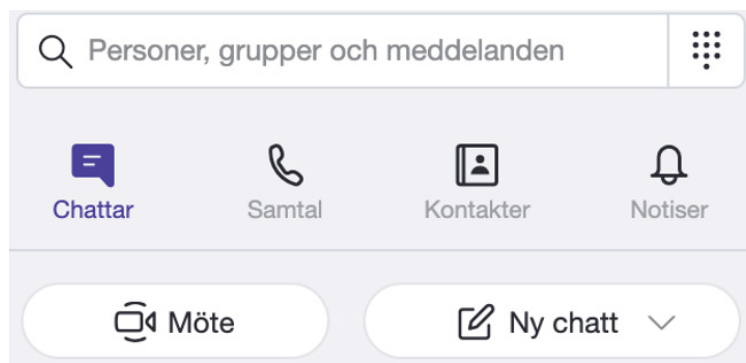 Personer, grupper och meddelanden
Chattar Samtal Kontakter Notiser
Möte Ny chatt